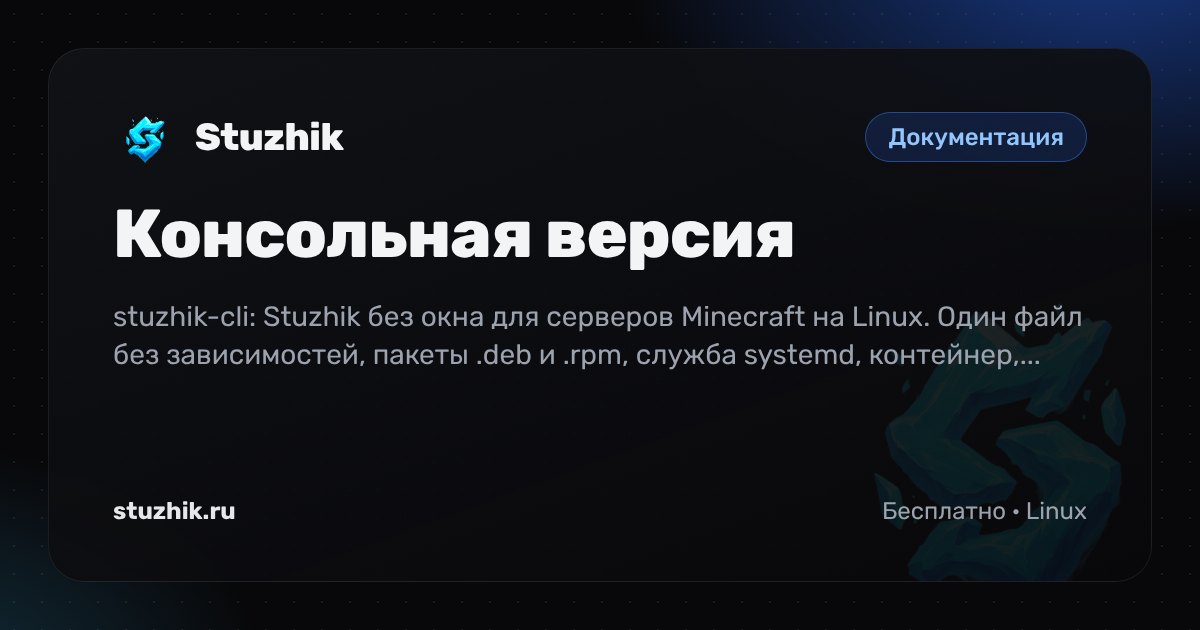 Stuzhik
Документация
Консольная версия
stuzhik-cli: Stuzhik без окна для серверов Minecraft на Linux. Один файл
без зависимостей, пакеты .deb и .rpm, служба systemd, контейнер,...
stuzhik.ru
Бесплатно • Linux